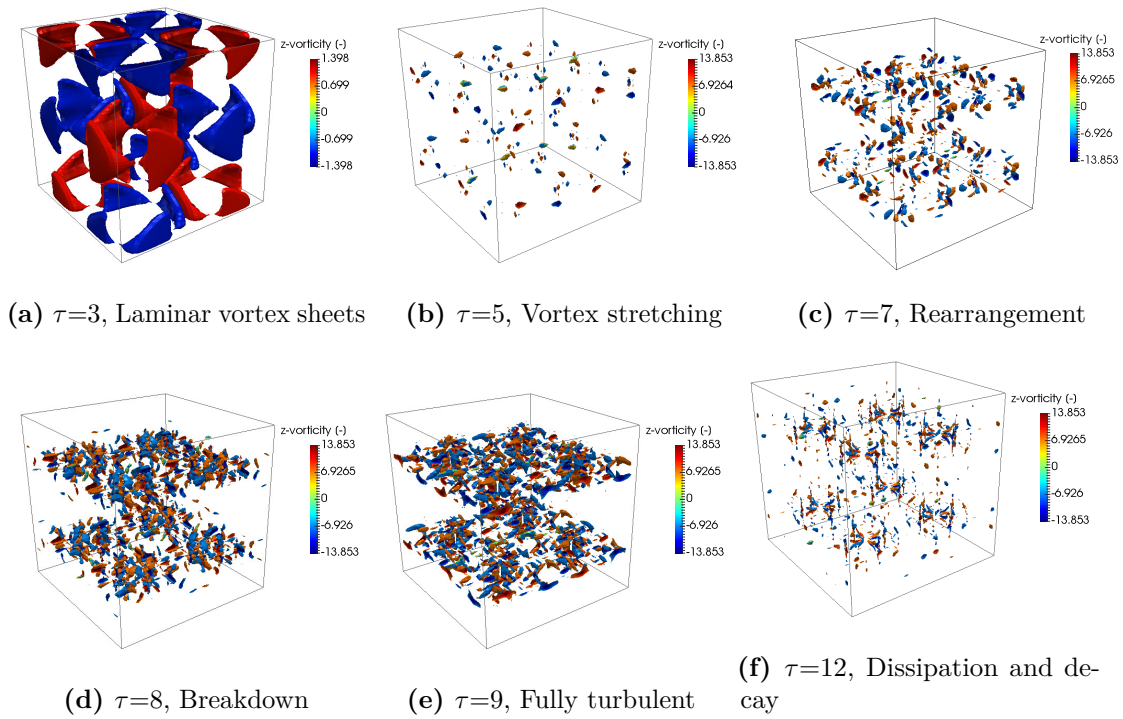 z-vorticity (-)
1.398
0.699
0
-0.699
-1.398
(a) τ=3, Laminar vortex sheets
z-vorticity (-)
13.853
6.9264
0
-6.926
-13.853
(b) τ=5, Vortex stretching
z-vorticity (-)
13.853
6.9265
0
-6.926
-13.853
(c) τ=7, Rearrangement
z-vorticity (-)
13.853
6.9265
0
-6.926
-13.853
(d) τ=8, Breakdown
z-vorticity (-)
13.853
6.9265
0
-6.926
-13.853
(e) τ=9, Fully turbulent
z-vorticity (-)
13.853
6.9265
0
-6.926
-13.853
(f) τ=12, Dissipation and de-
cay